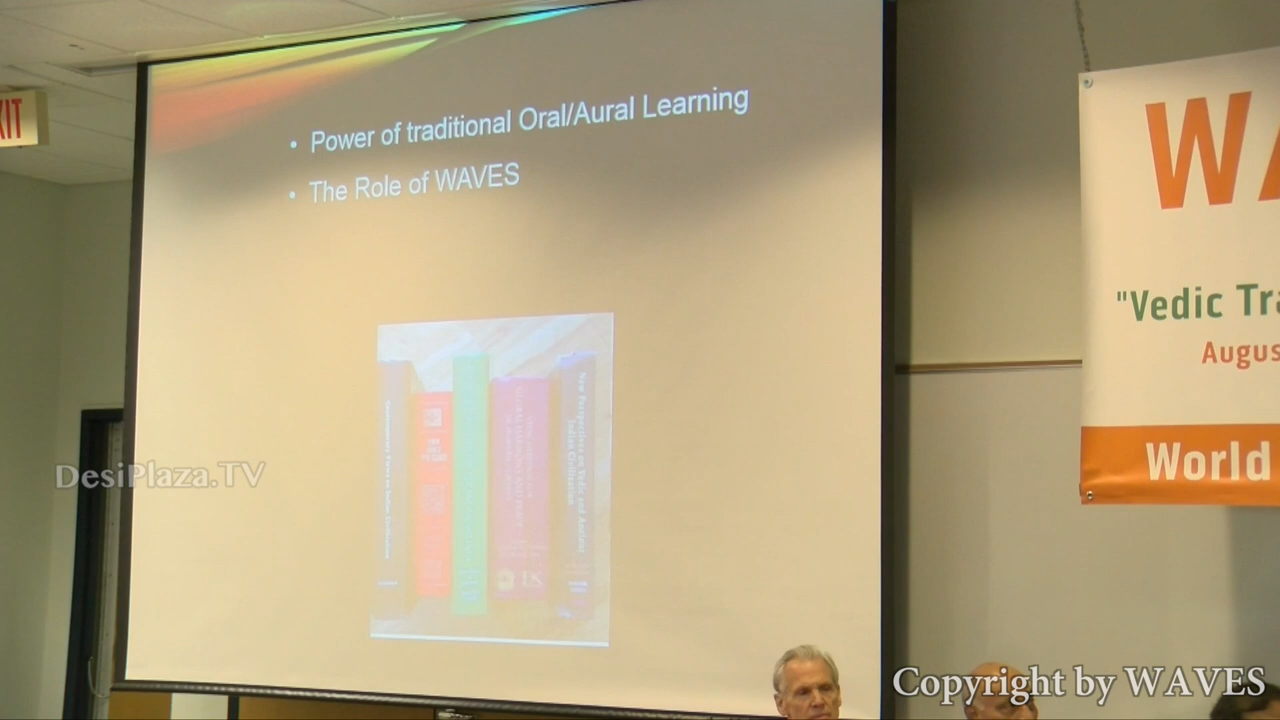 XIT
• Power of traditional Oral/Aural Learning
• The Role of WAVES
New Perspectives on Vedic and Ancient
Indian Civilization
WA
"Vedic Tra
Augus
World
DesiPlaza.TV
Copyright by WAVES